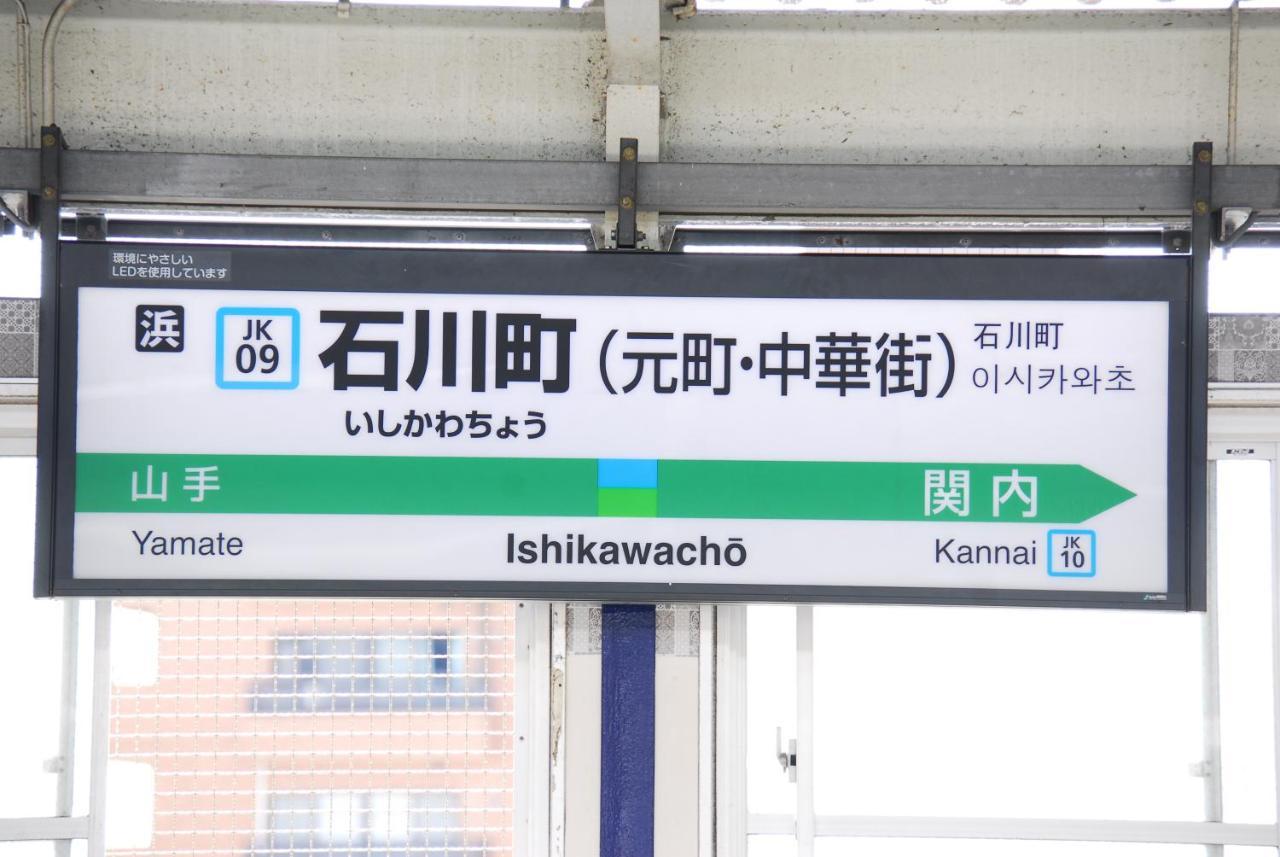 環境にやさしい
LEDを使用しています
浜
JK
09
石川町（元町・中華街）
いしかわちょう
石川町
이시카와초
山手
関内
Yamate
Ishikawachō
Kannai
JK
10